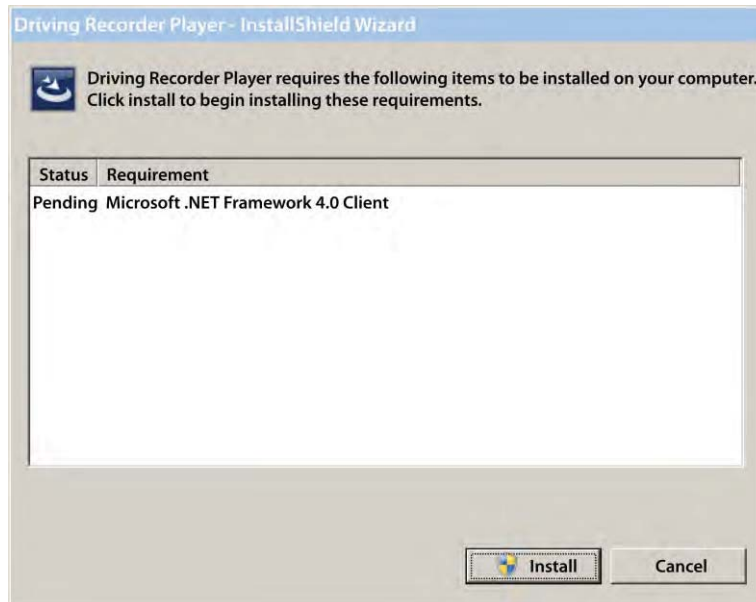 Driving Recorder Player - InstallShield Wizard
Driving Recorder Player requires the following items to be installed on your computer.
Click install to begin installing these requirements.
Status Requirement
Pending Microsoft .NET Framework 4.0 Client
Install Cancel